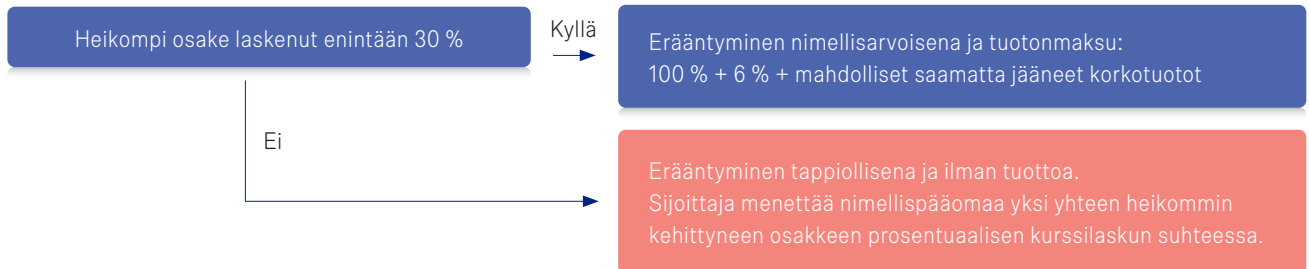 Heikompi osake laskenut enintään 30 %
Kyllä
Erääntyminen nimellisarvoisena ja tuotonmaksu:
100 % + 6 % + mahdolliset saamatta jääneet korkotuotot
Ei
Erääntyminen tappiollisena ja ilman tuottoa.
Sijoittaja menettää nimellispääomaa yksi yhteen heikommin
kehittyneen osakkeen prosentuaalisen kurssilaskun suhteessa.